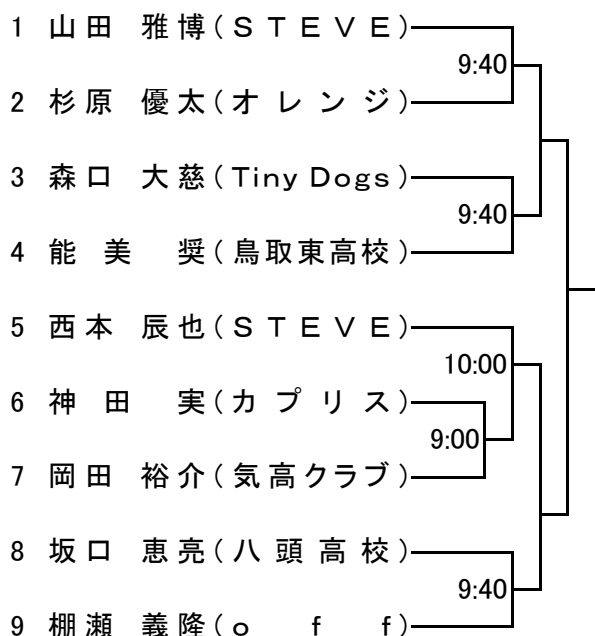 1 山田 雅博(STEVE)
9:40
2 杉原 優太(オレンジ)
3 森口 大慈(Tiny Dogs)
9:40
4 能美 奨(鳥取東高校)
5 西本 辰也(STEVE)
10:00
6 神田 実(カプリス)
9:00
7 岡田 裕介(気高クラブ)
8 坂口 恵亮(八頭高校)
9:40
9 棚瀬 義隆(off)